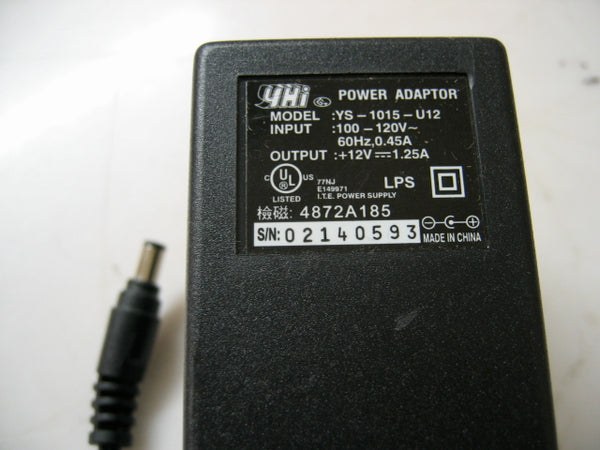 YHi POWER ADAPTOR
MODEL :YS-1015-U12
INPUT :100-120V~
60Hz,0.45A
OUTPUT :+12V⎓1.25A
C UL US LISTED
77NJ
E149971
I.T.E. POWER SUPPLY
LPS
檢磁: 4872A185
S/N: 02140593
MADE IN CHINA